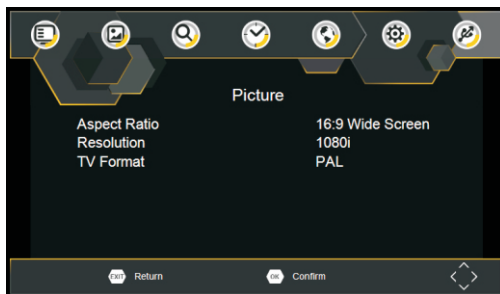 Picture
Aspect Ratio 16:9 Wide Screen
Resolution 1080i
TV Format PAL
EXIT Return OK Confirm